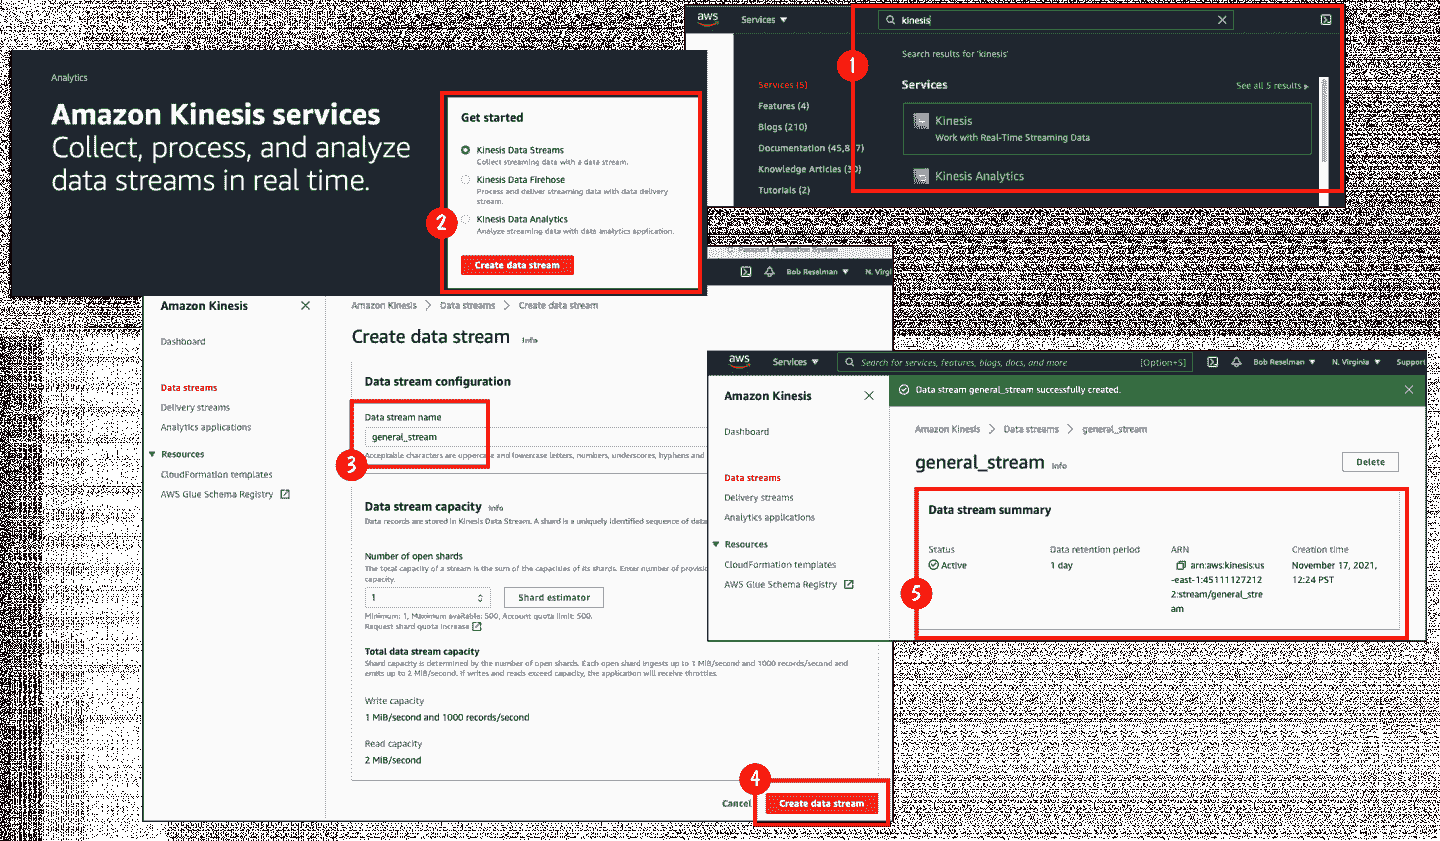 aws
Services
kinesis
Search results for 'kinesis'
1
Services (5)
Features (4)
Blogs (210)
Documentation (45,817)
Knowledge Articles (30)
Tutorials (2)
Services
See all 5 results
Kinesis
Work with Real-Time Streaming Data
Kinesis Analytics
Analytics
Amazon Kinesis services
Collect, process, and analyze
data streams in real time.
Get started
Kinesis Data Streams
Collect streaming data with a data stream.
Kinesis Data Firehose
Process and deliver streaming data with data delivery
stream.
2
Kinesis Data Analytics
Analyze streaming data with data analytics application.
Create data stream
Passport Application System
Bob Reselman
N. Virgi
Amazon Kinesis
Dashboard
Data streams
Delivery streams
Analytics applications
Resources
CloudFormation templates
AWS Glue Schema Registry
Amazon Kinesis > Data streams > Create data stream
Create data stream Info
Data stream configuration
Data stream name
general_stream
3
Acceptable characters are uppercase and lowercase letters, numbers, underscores, hyphens and
Data stream capacity Info
Data records are stored in Kinesis Data Stream. A shard is a uniquely identified sequence of data
Number of open shards
The total capacity of a stream is the sum of the capacities of its shards. Enter number of provisio
capacity.
1
Shard estimator
Minimum: 1, Maximum available: 500, Account quota limit: 500.
Request shard quota increase
Total data stream capacity
Shard capacity is determined by the number of open shards. Each open shard ingests up to 1 MiB/second and 1000 records/second and
emits up to 2 MiB/second. If writes and reads exceed capacity, the application will receive throttles.
Write capacity
1 MiB/second and 1000 records/second
Read capacity
2 MiB/second
4
Cancel
Create data stream
aws
Services
Search for services, features, blogs, docs, and more
[Option+S]
Bob Reselman
N. Virginia
Support
Amazon Kinesis
Dashboard
Data streams
Delivery streams
Analytics applications
Resources
CloudFormation templates
AWS Glue Schema Registry
Data stream general_stream successfully created.
Amazon Kinesis > Data streams > general_stream
general_stream Info
Delete
Data stream summary
5
Status
Active
Data retention period
1 day
ARN
arn:aws:kinesis:us
-east-1:45111127212
2:stream/general_stre
am
Creation time
November 17, 2021,
12:24 PST